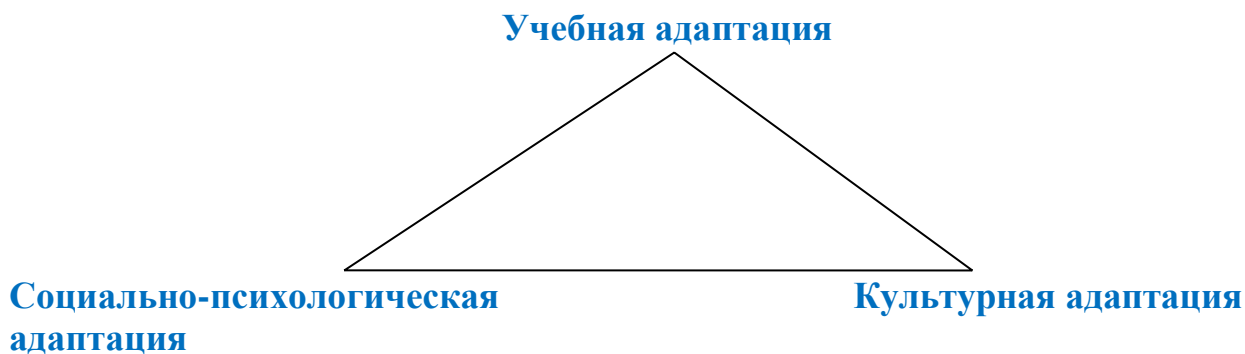 Учебная адаптация
Социально-психологическая
адаптация
Культурная адаптация